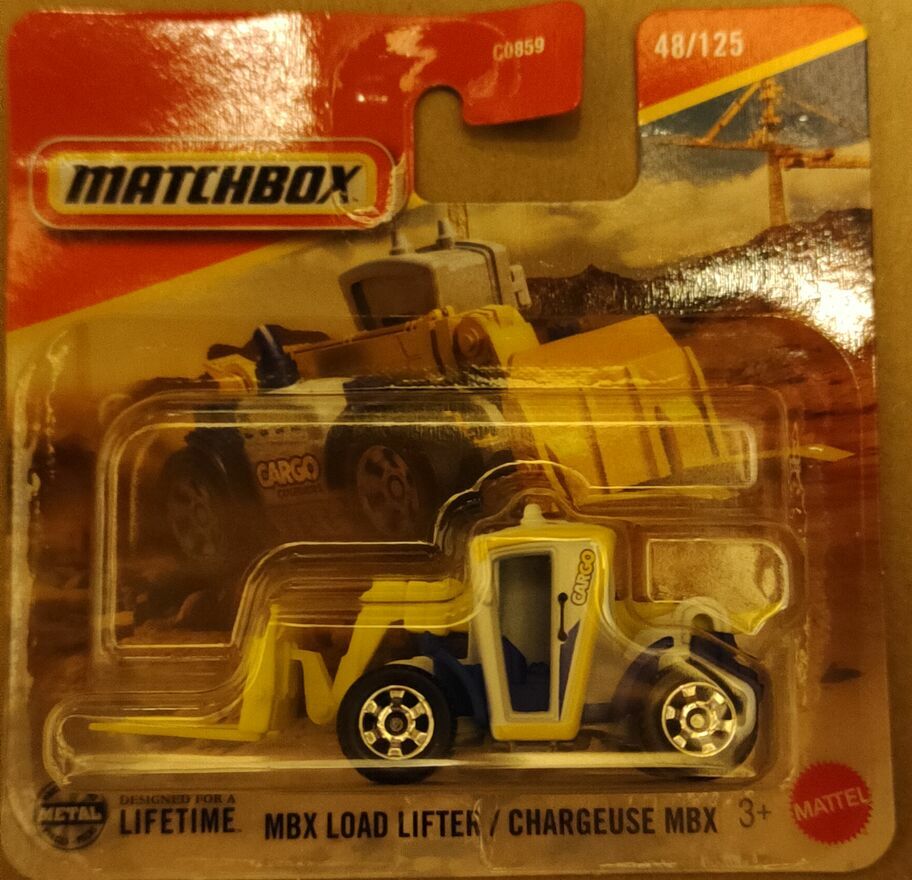 C0859
48/125
MATCHBOX
CARGO
CARGO
METAL
DESIGNED FOR A
LIFETIME
MBX LOAD LIFTER / CHARGEUSE MBX
3+
MATTEL